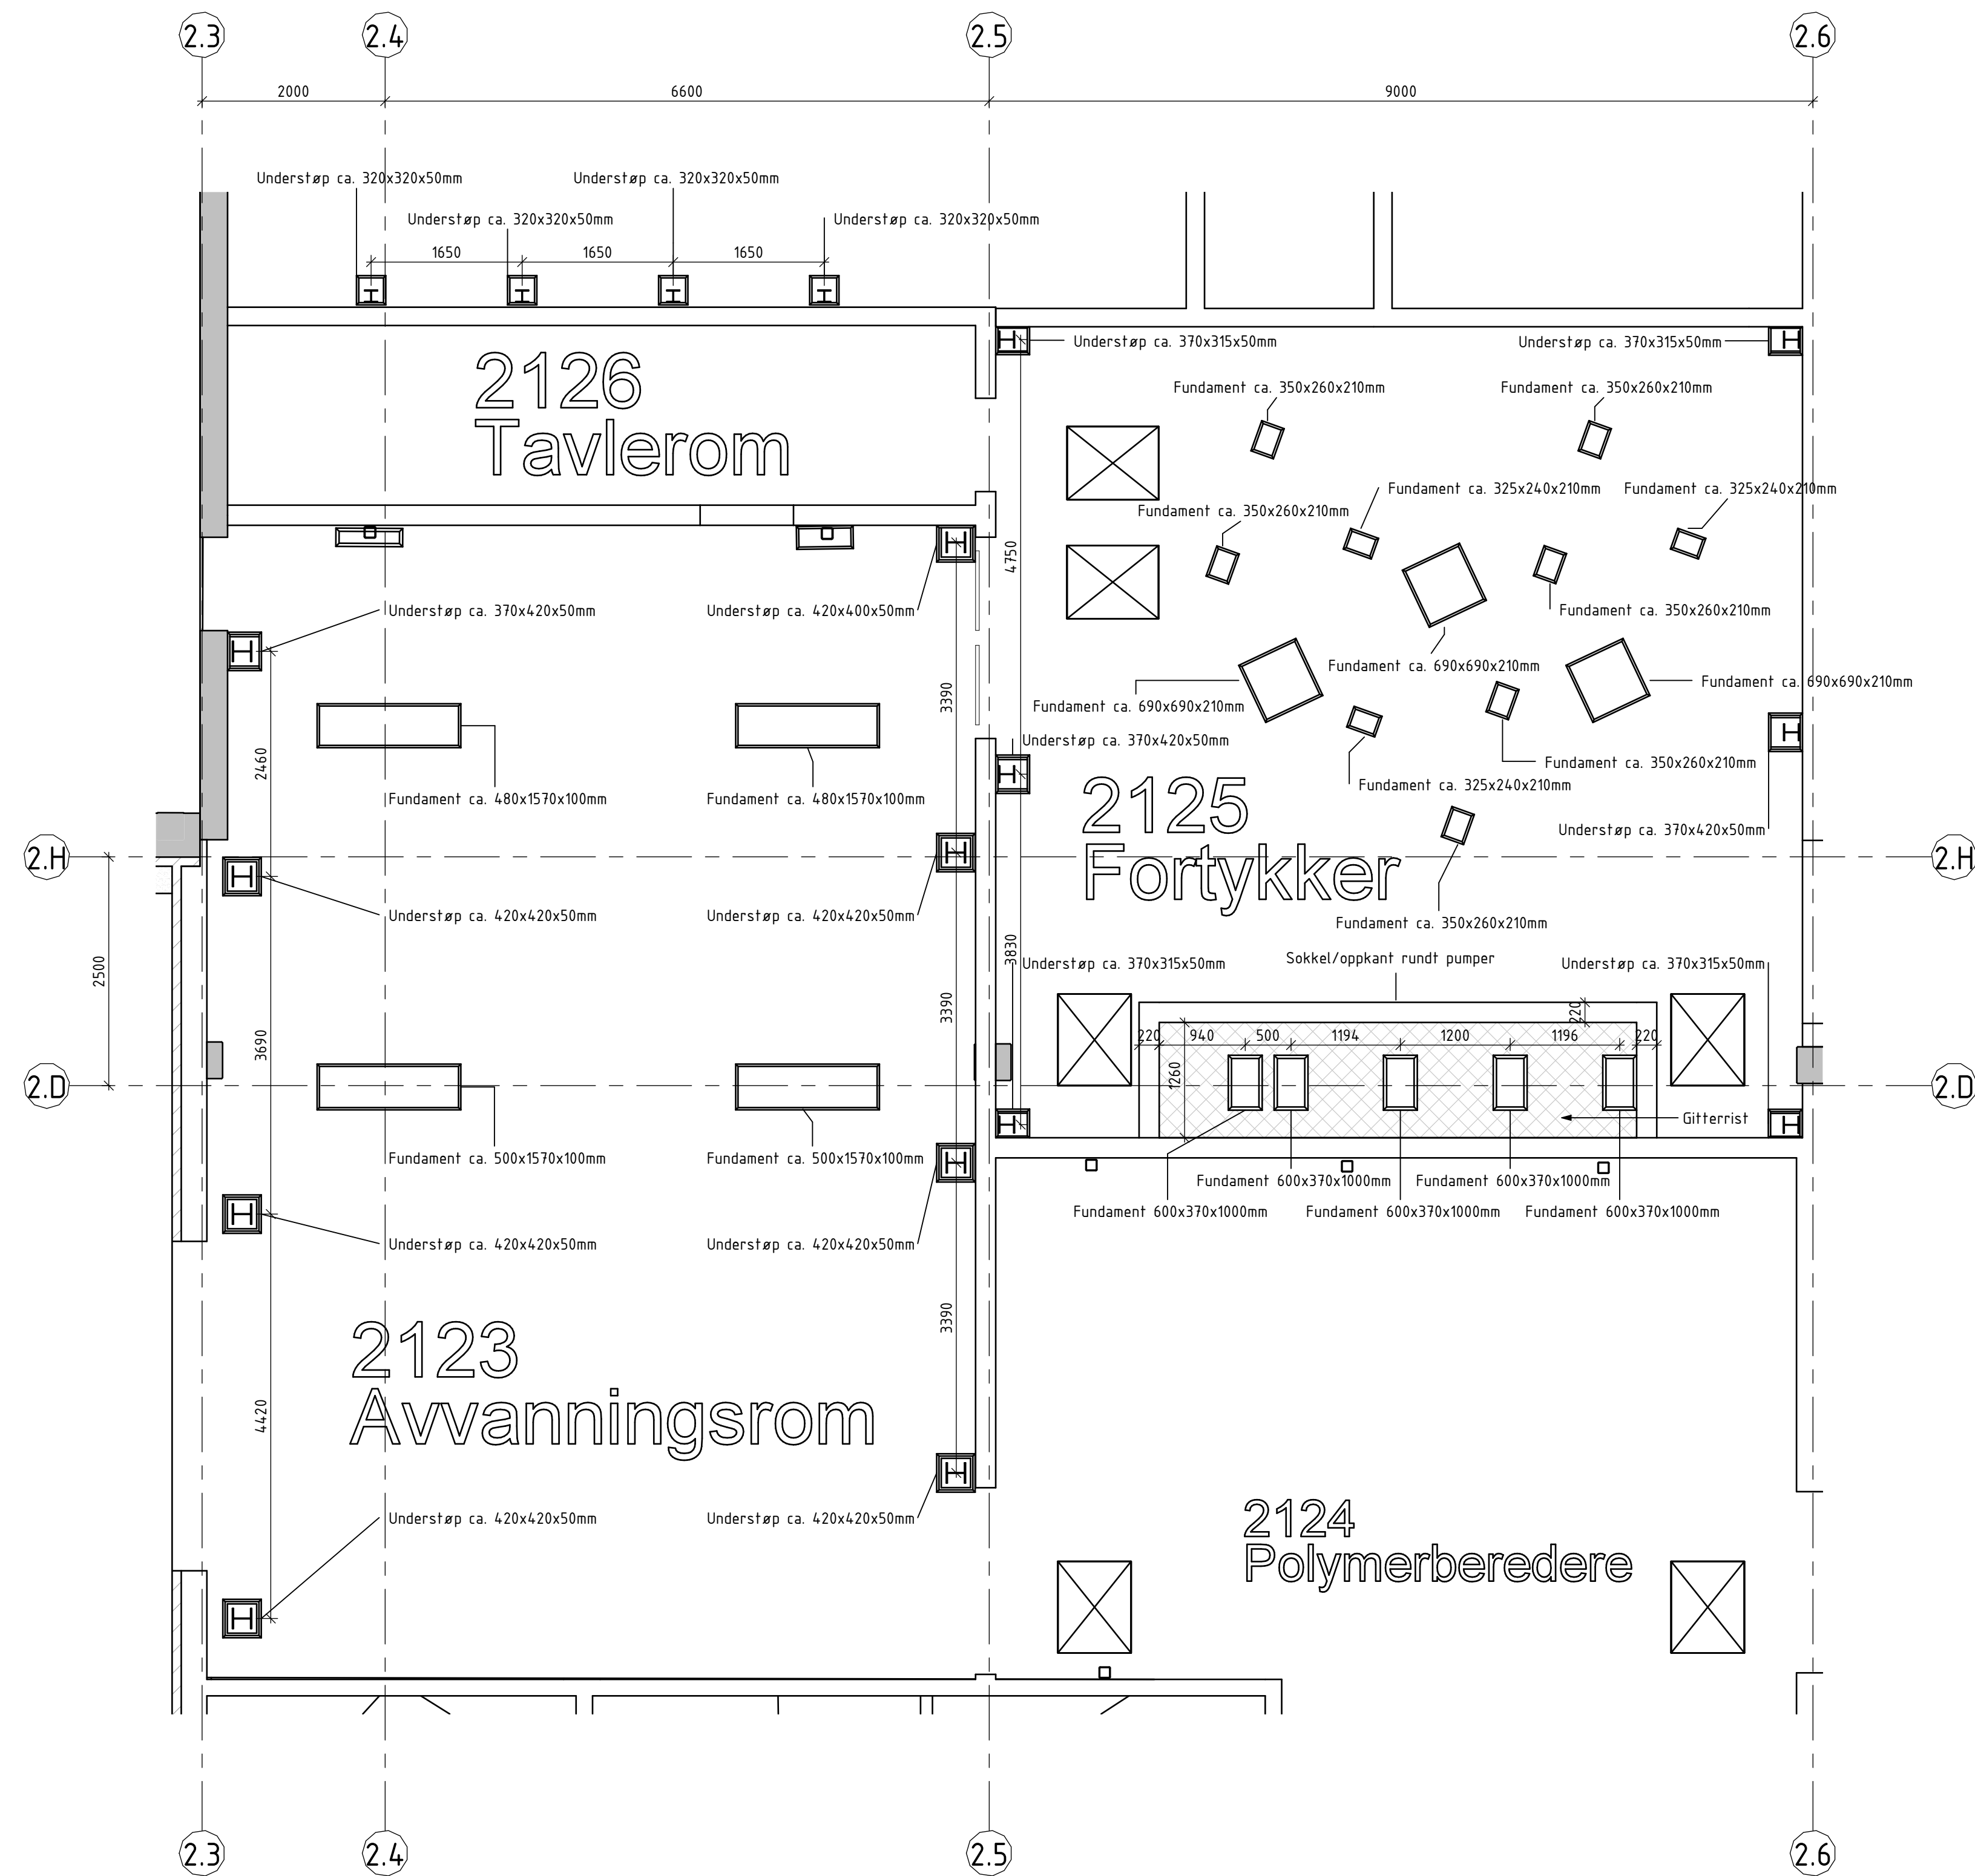 2.3
2.4
2.5
2.6
2000
6600
9000
Understøp ca. 320x320x50mm
Understøp ca. 320x320x50mm
Understøp ca. 320x320x50mm
Understøp ca. 320x320x50mm
1650
1650
1650
Understøp ca. 370x315x50mm
Understøp ca. 370x315x50mm
2126
Tavlerom
Fundament ca. 350x260x210mm
Fundament ca. 350x260x210mm
Fundament ca. 325x240x210mm
Fundament ca. 325x240x210mm
Fundament ca. 350x260x210mm
4750
Understøp ca. 370x420x50mm
Understøp ca. 420x400x50mm
Fundament ca. 350x260x210mm
Fundament ca. 690x690x210mm
Fundament ca. 690x690x210mm
Fundament ca. 690x690x210mm
3390
Understøp ca. 370x420x50mm
2460
Fundament ca. 350x260x210mm
Fundament ca. 325x240x210mm
Fundament ca. 480x1570x100mm
Fundament ca. 480x1570x100mm
2125
Fortykker
Understøp ca. 370x420x50mm
2.H
2.H
Understøp ca. 420x420x50mm
Understøp ca. 420x420x50mm
Fundament ca. 350x260x210mm
3830
2500
Sokkel/oppkant rundt pumper
Understøp ca. 370x315x50mm
Understøp ca. 370x315x50mm
3390
220
3690
220
940
500
1194
1200
1196
220
1260
2.D
2.D
Gitterrist
Fundament ca. 500x1570x100mm
Fundament ca. 500x1570x100mm
Fundament 600x370x1000mm
Fundament 600x370x1000mm
Fundament 600x370x1000mm
Fundament 600x370x1000mm
Fundament 600x370x1000mm
Understøp ca. 420x420x50mm
Understøp ca. 420x420x50mm
3390
2123
Avvanningsrom
4420
Understøp ca. 420x420x50mm
Understøp ca. 420x420x50mm
2124
Polymerberedere
2.3
2.4
2.5
2.6